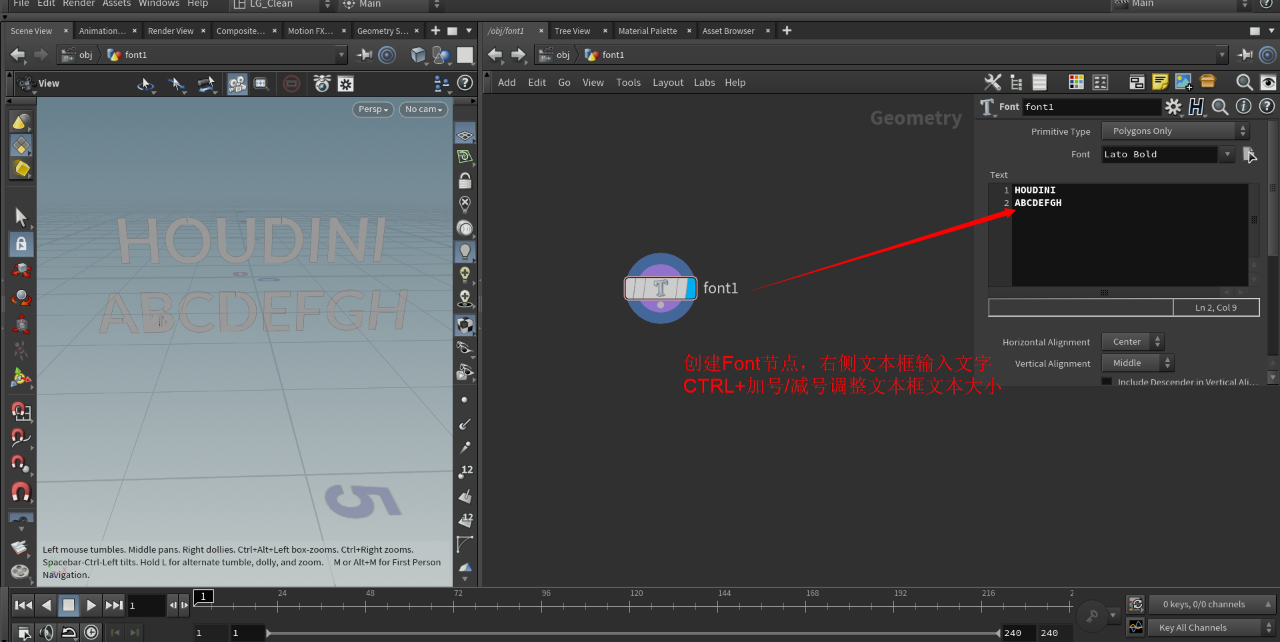 File Edit Render Assets Windows Help LG_Clean Main Main
Scene View Animation... Render View Composite... Motion FX... Geometry S...
/obj/font1 Tree View Material Palette Asset Browser
obj font1
obj font1
View
Add Edit Go View Tools Layout Labs Help
Persp No cam
Geometry
Font font1
Primitive Type Polygons Only
Font Lato Bold
Text
1 HOUDINI
2 ABCDEFGH
Ln 2, Col 9
Horizontal Alignment Center
Vertical Alignment Middle
Include Descender in Vertical Ali...
HOUDINI
ABCDEFGH
5
font1
创建Font节点，右侧文本框输入文字
CTRL+加号/减号调整文本框文本大小
12
12
Left mouse tumbles. Middle pans. Right dollies. Ctrl+Alt+Left box-zooms. Ctrl+Right zooms.
Spacebar-Ctrl-Left tilts. Hold L for alternate tumble, dolly, and zoom. M or Alt+M for First Person
Navigation.
1 1 24 48 72 96 120 144 168 192 216 2
0 keys, 0/0 channels
1 1 240 240
Key All Channels